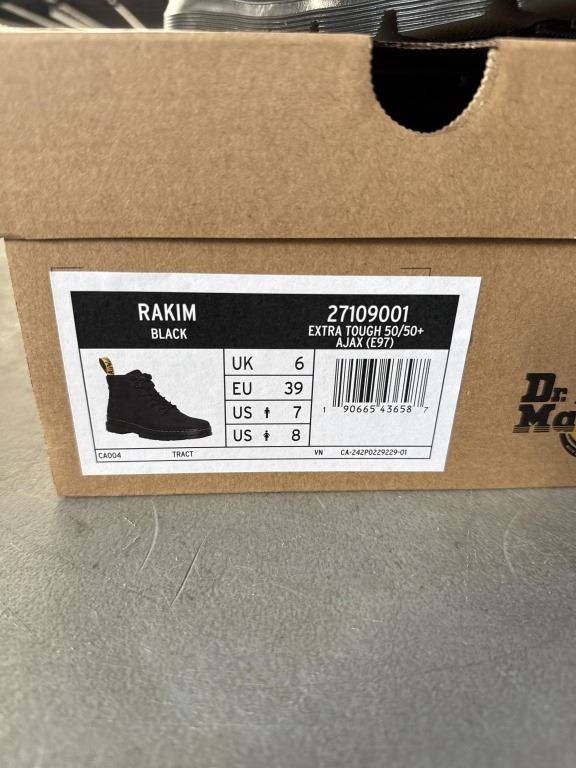 RAKIM
BLACK
27109001
EXTRA TOUGH 50/50+
AJAX (E97)
UK 6
EU 39
US 7
US 8
1 90665 43658 7
CA004
TRACT
VN
CA-242P0229229-01
Dr.